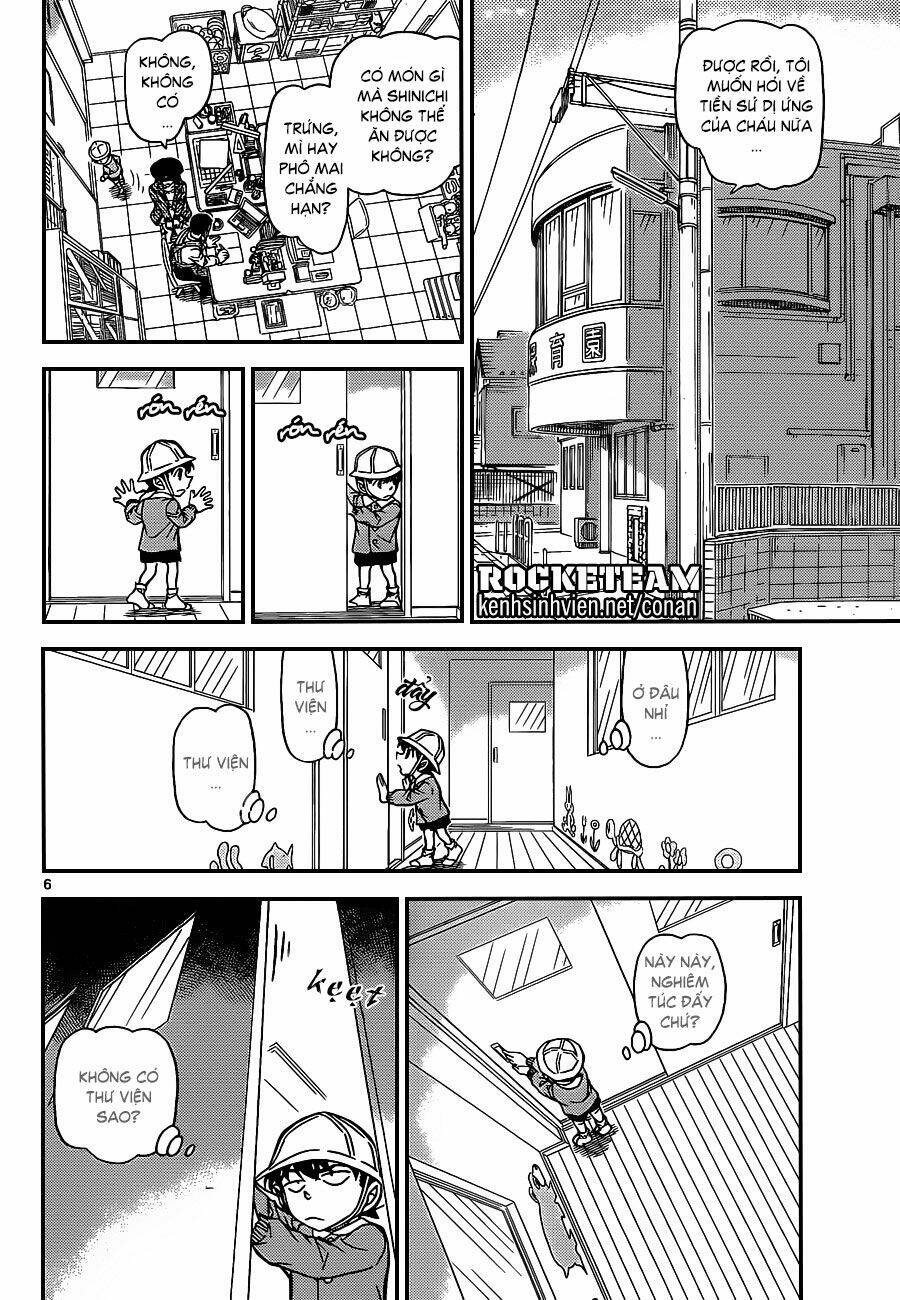 ĐƯỢC RỒI, TÔI
MUỐN HỎI VỀ
TIỀN SỬ DỊ ỨNG
CỦA CHÁU NỮA
...
CÓ MÓN GÌ
MÀ SHINICHI
KHÔNG THỂ
ĂN ĐƯỢC
KHÔNG?
TRỨNG,
MÌ HAY
PHÔ MAI
CHẲNG
HẠN?
KHÔNG,
KHÔNG
CÓ
...
育園
ROCKETEAM
kenhsinhvien.net/conan
rón rén
rón rén
Ở ĐÂU
NHỈ
...
đẩy
THƯ
VIỆN
...
THƯ VIỆN
...
6
NÀY NÀY,
NGHIÊM
TÚC ĐẤY
CHỨ?
kẹẹt
KHÔNG CÓ
THƯ VIỆN
SAO?